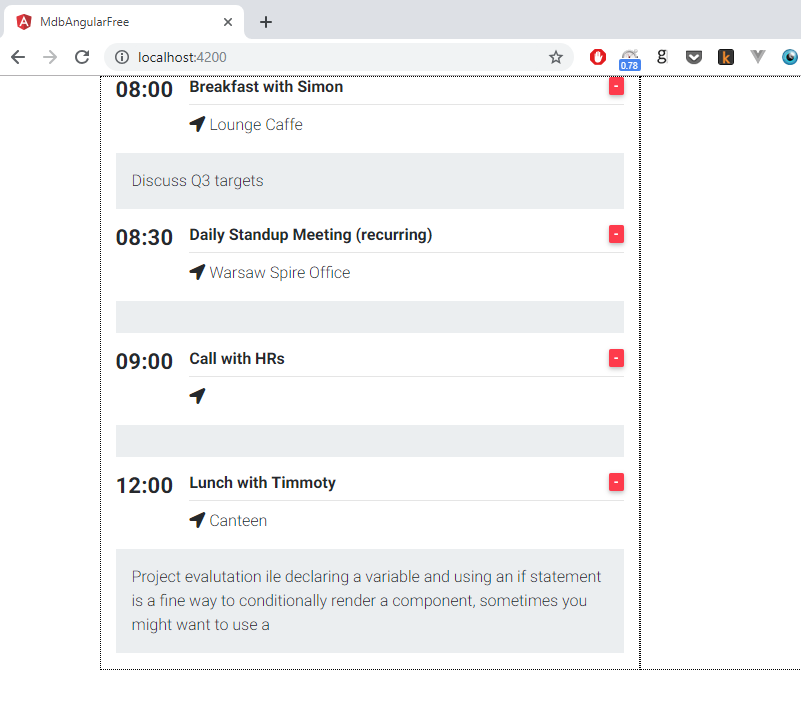 MdbAngularFree
localhost:4200
0.78
g
k
08:00 Breakfast with Simon -
Lounge Caffe
Discuss Q3 targets
08:30 Daily Standup Meeting (recurring) -
Warsaw Spire Office
09:00 Call with HRs -
12:00 Lunch with Timmoty -
Canteen
Project evalutation ile declaring a variable and using an if statement
is a fine way to conditionally render a component, sometimes you
might want to use a